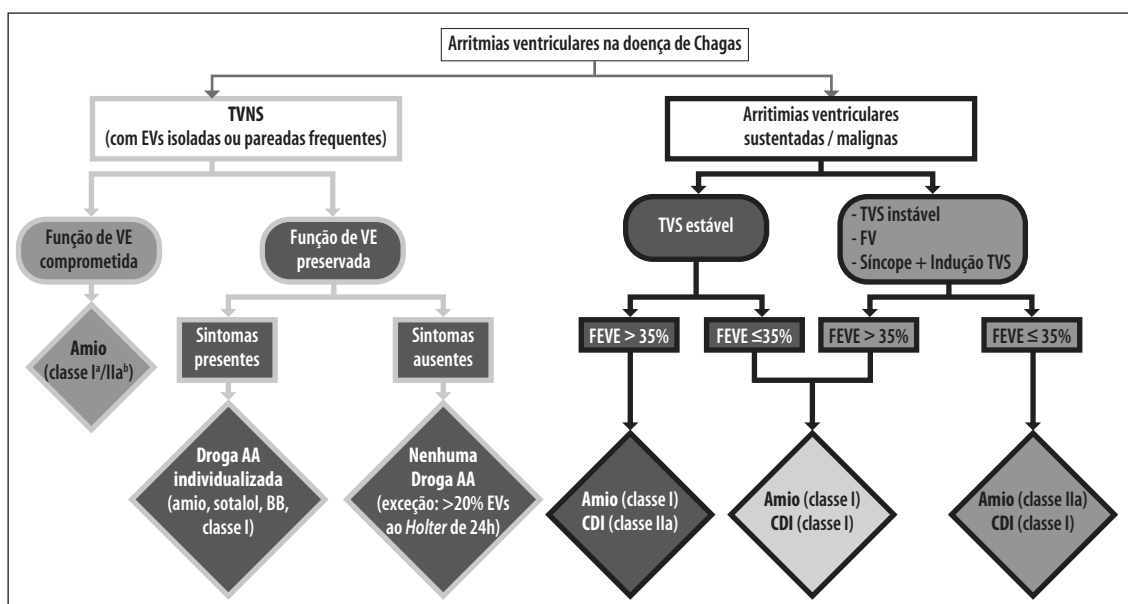 Arritmias ventriculares na doença de Chagas
TVNS
(com EVs isoladas ou pareadas frequentes)
Arritimias ventriculares
sustentadas / malignas
Função de VE
comprometida
Função de VE
preservada
TVS estável
- TVS instável
- FV
- Síncope + Indução TVS
Amio
(classe Iª/IIaᵇ)
Sintomas
presentes
Sintomas
ausentes
FEVE > 35%
FEVE ≤35%
FEVE > 35%
FEVE ≤ 35%
Droga AA
individualizada
(amio, sotalol, BB,
classe I)
Nenhuma
Droga AA
(exceção: >20% EVs
ao Holter de 24h)
Amio (classe I)
CDI (classe IIa)
Amio (classe I)
CDI (classe I)
Amio (classe IIa)
CDI (classe I)